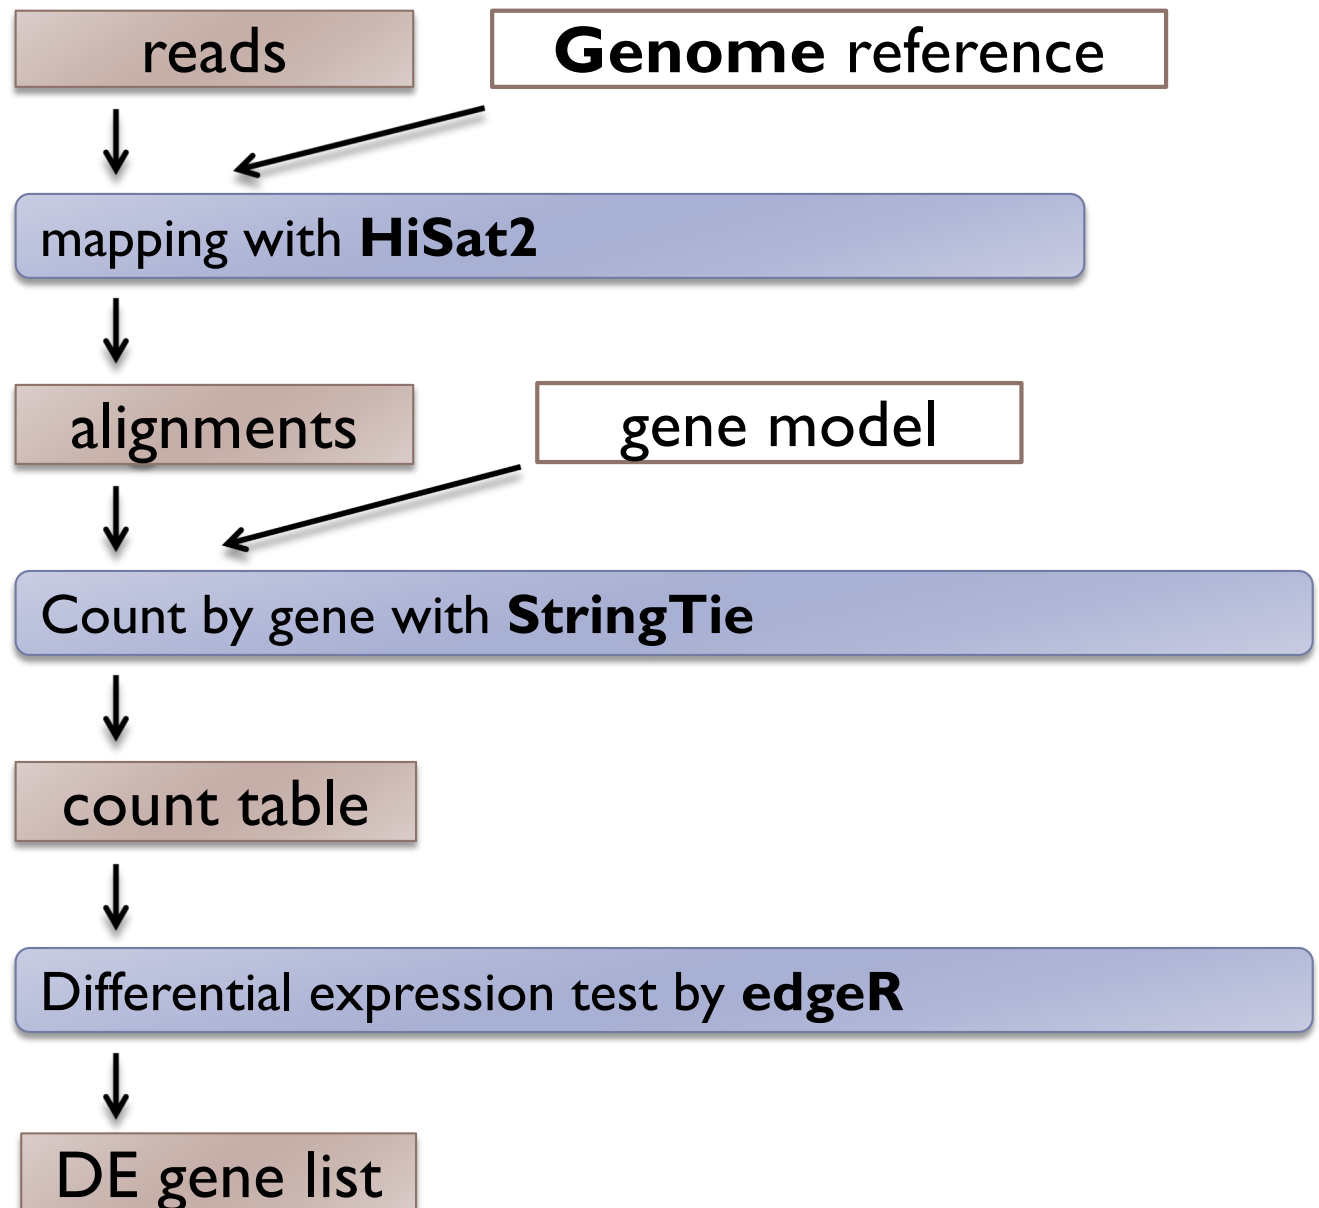 reads
Genome reference
mapping with HiSat2
alignments
gene model
Count by gene with StringTie
count table
Differential expression test by edgeR
DE gene list